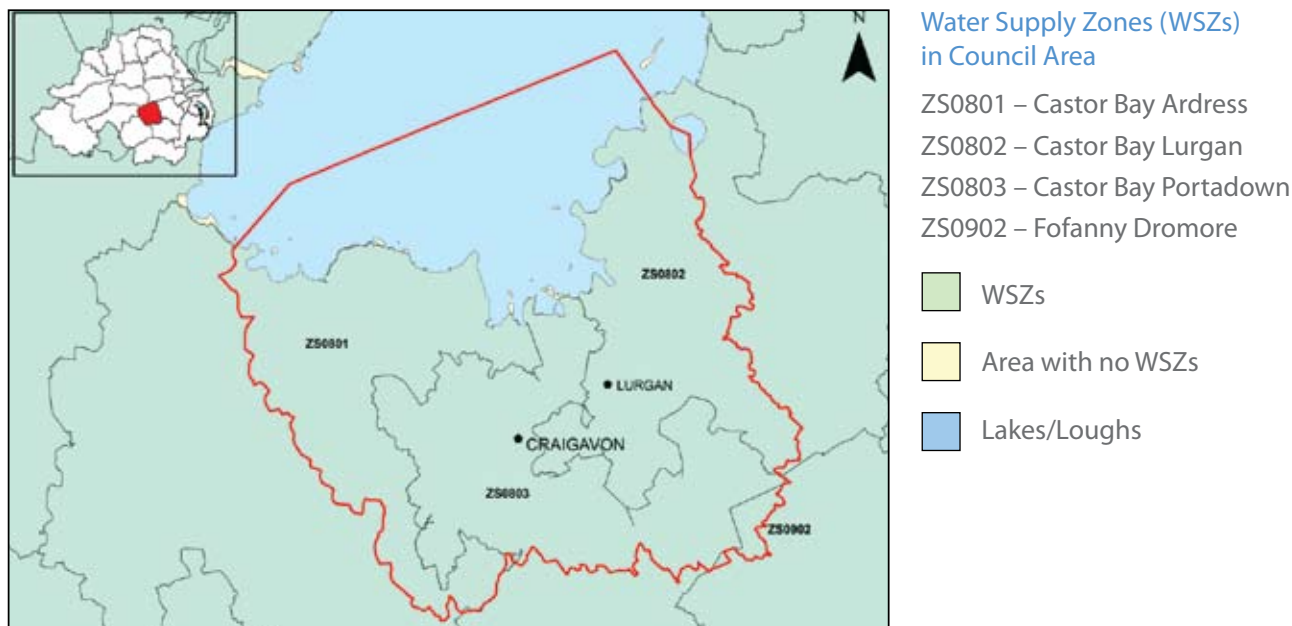 N
ZS0802
ZS0801
LURGAN
CRAIGAVON
ZS0803
ZS0902
Water Supply Zones (WSZs)
in Council Area
ZS0801 – Castor Bay Ardress
ZS0802 – Castor Bay Lurgan
ZS0803 – Castor Bay Portadown
ZS0902 – Fofanny Dromore
WSZs
Area with no WSZs
Lakes/Loughs